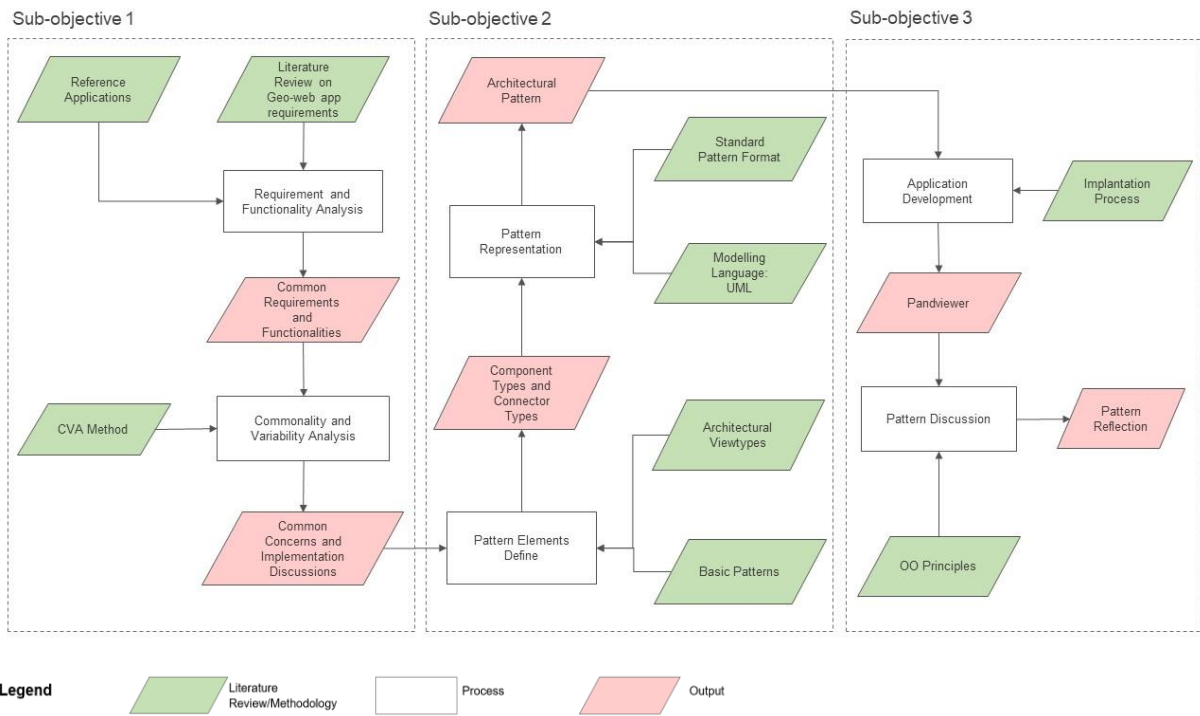 Sub-objective 1
Reference
Applications
Literature
Review on
Geo-web app
requirements
Requirement and
Functionality Analysis
Common
Requirements
and
Functionalities
CVA Method
Commonality and
Variability Analysis
Common
Concerns and
Implementation
Discussions
Sub-objective 2
Architectural
Pattern
Standard
Pattern Format
Pattern
Representation
Modelling
Language:
UML
Component
Types and
Connector
Types
Architectural
Viewtypes
Pattern Elements
Define
Basic Patterns
Sub-objective 3
Application
Development
Implantation
Process
Pandviewer
Pattern Discussion
Pattern
Reflection
OO Principles
Legend
Literature
Review/Methodology
Process
Output